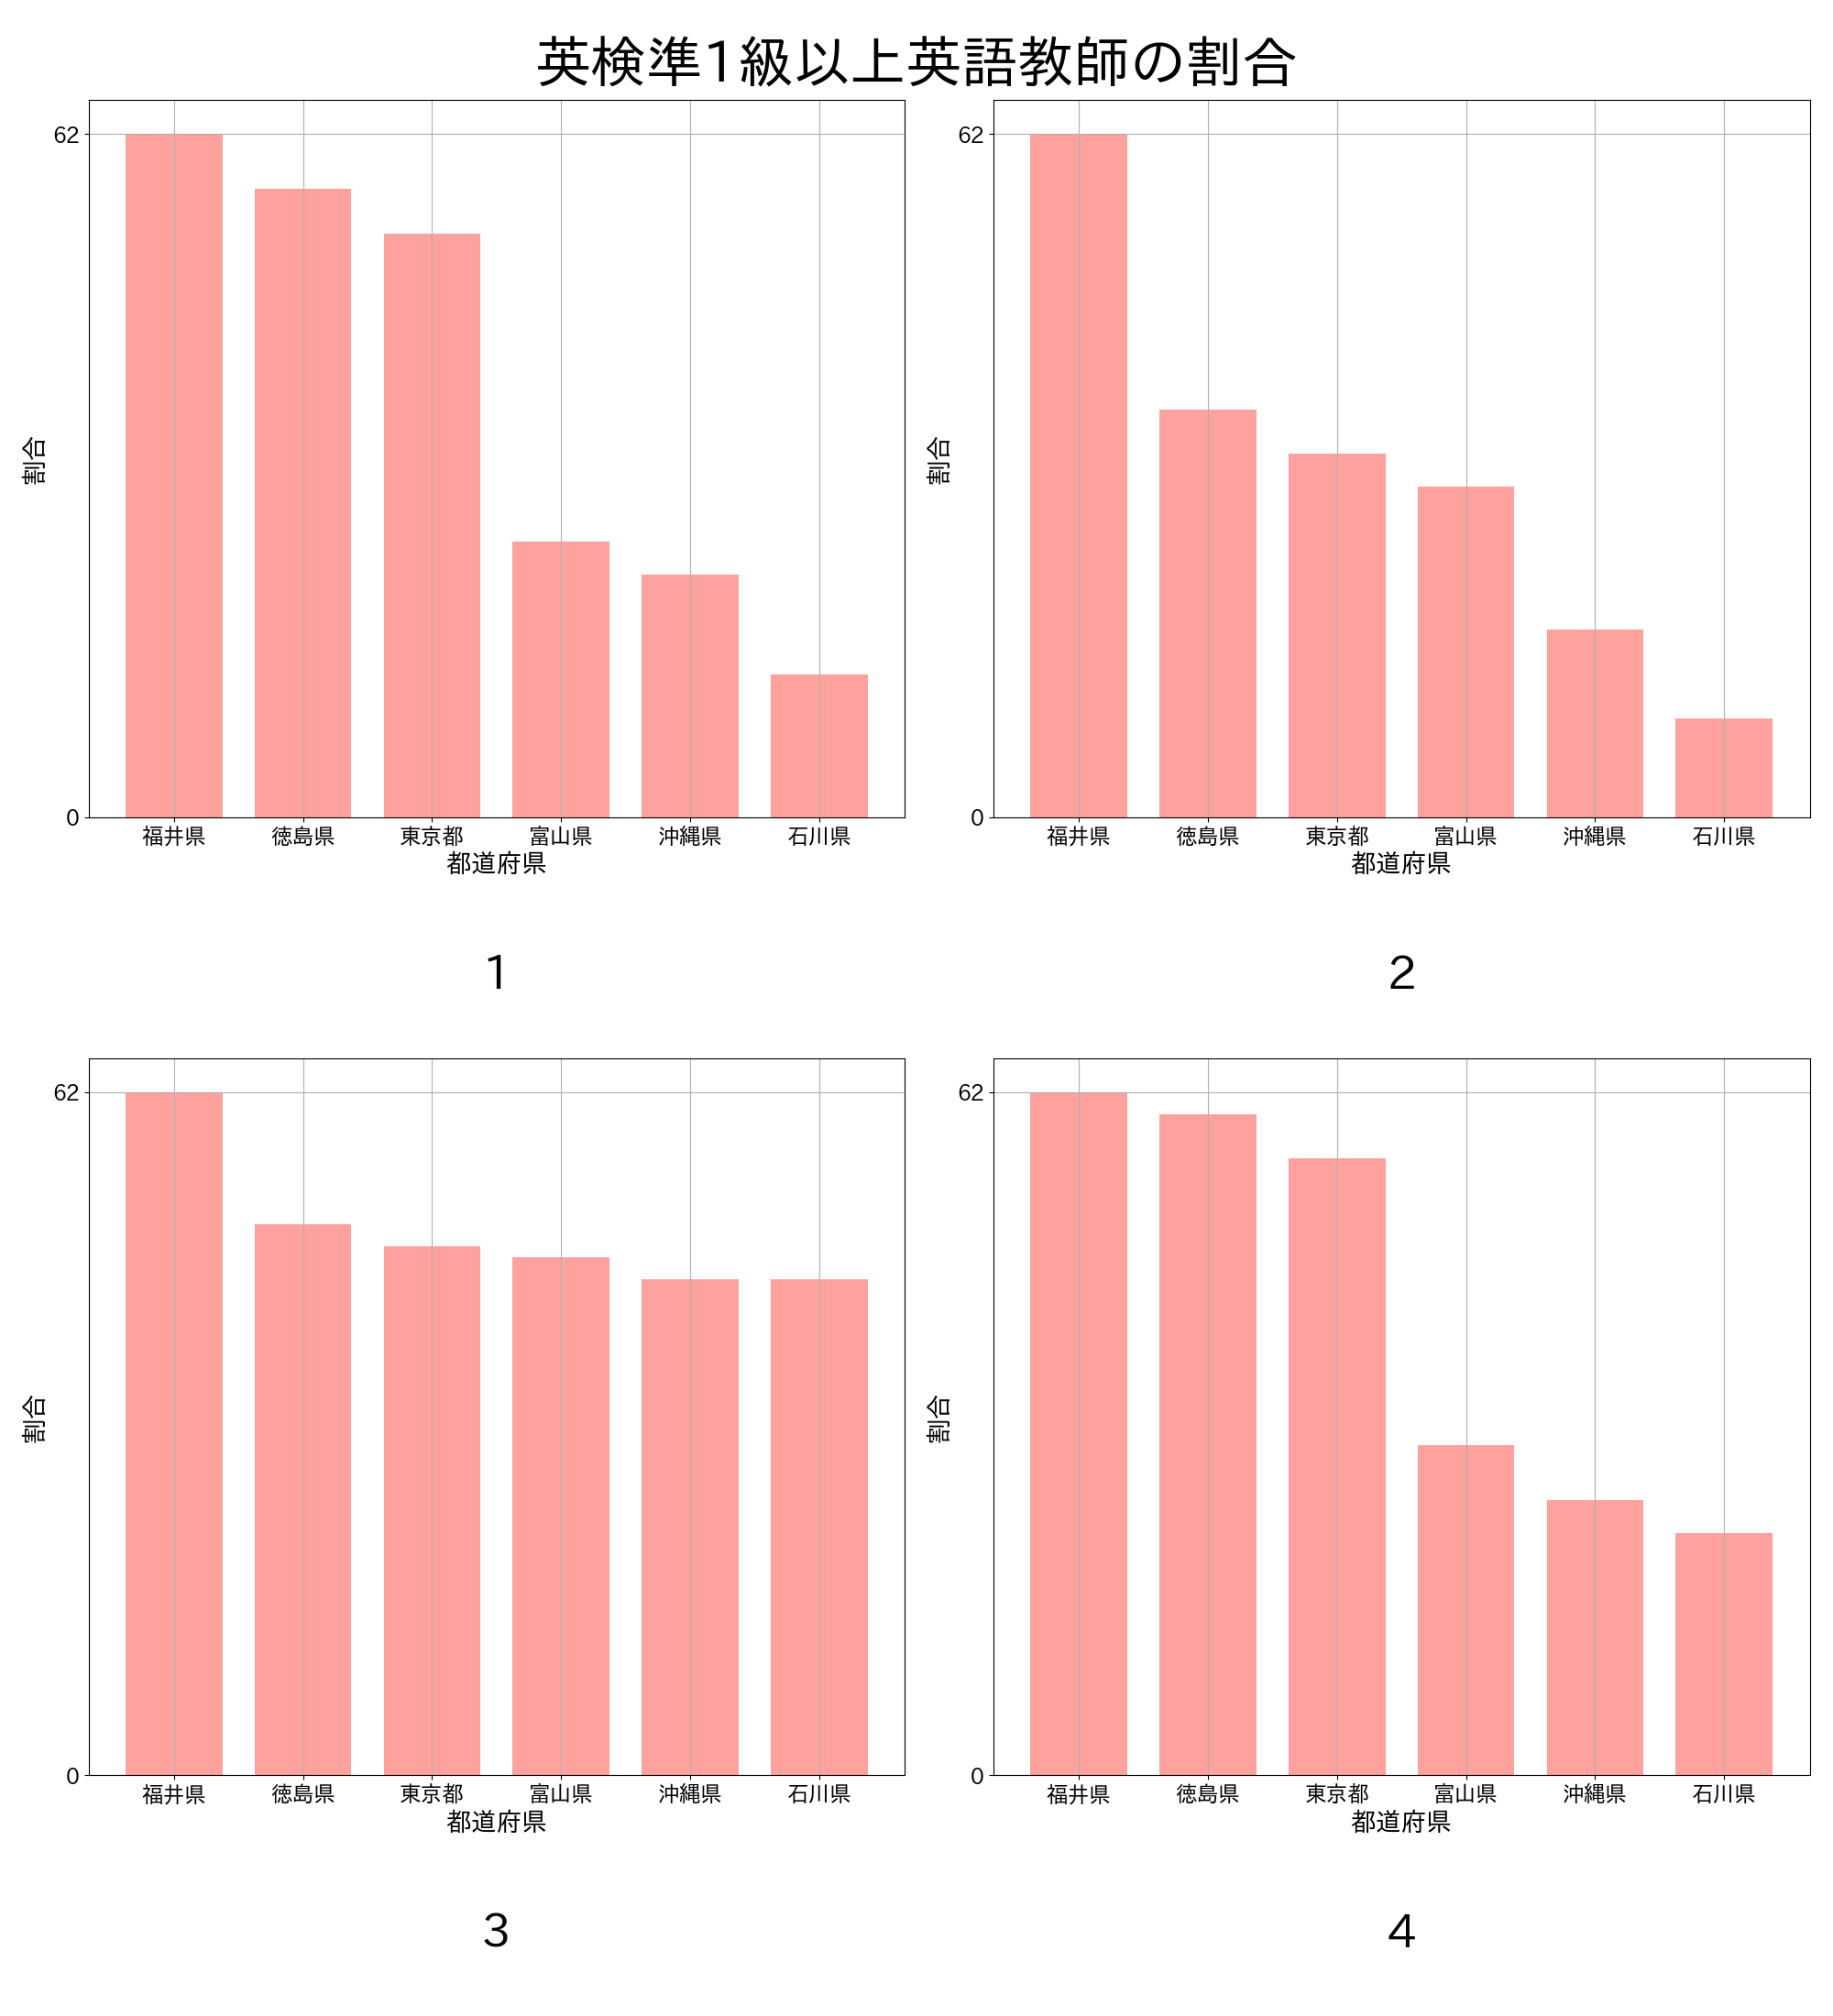 英検準1級以上英語教師の割合
62
0
割合
福井県 徳島県 東京都 富山県 沖縄県 石川県
都道府県
1
62
0
割合
福井県 徳島県 東京都 富山県 沖縄県 石川県
都道府県
2
62
0
割合
福井県 徳島県 東京都 富山県 沖縄県 石川県
都道府県
3
62
0
割合
福井県 徳島県 東京都 富山県 沖縄県 石川県
都道府県
4